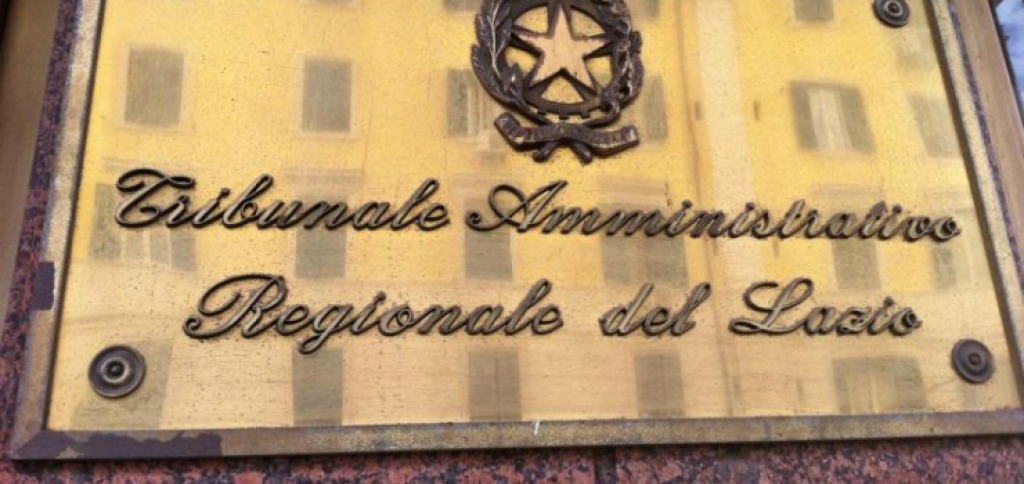 Tribunale Amministrativo
Regionale del Lazio